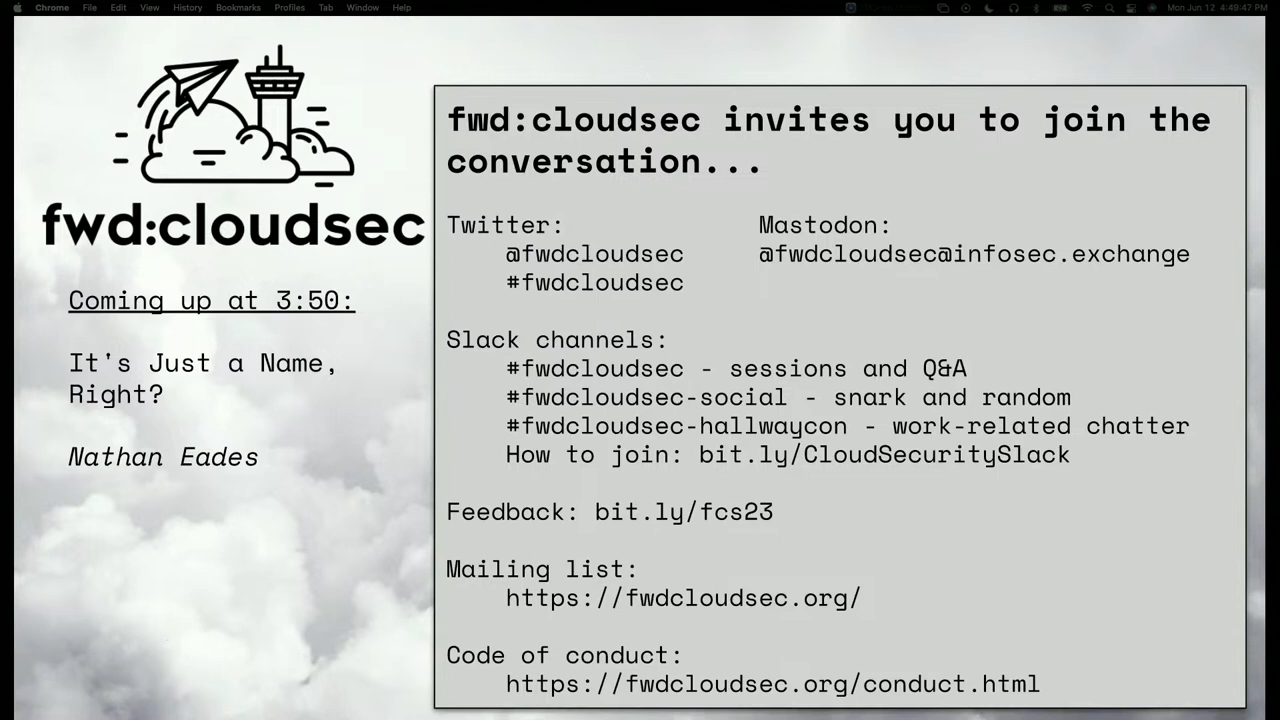 Chrome File Edit View History Bookmarks Profiles Tab Window Help
Mon Jun 12 4:49:47 PM
fwd:cloudsec
Coming up at 3:50:
It's Just a Name,
Right?
Nathan Eades
fwd:cloudsec invites you to join the
conversation...
Twitter: Mastodon:
@fwdcloudsec @fwdcloudsec@infosec.exchange
#fwdcloudsec
Slack channels:
#fwdcloudsec - sessions and Q&A
#fwdcloudsec-social - snark and random
#fwdcloudsec-hallwaycon - work-related chatter
How to join: bit.ly/CloudSecuritySlack
Feedback: bit.ly/fcs23
Mailing list:
https://fwdcloudsec.org/
Code of conduct:
https://fwdcloudsec.org/conduct.html